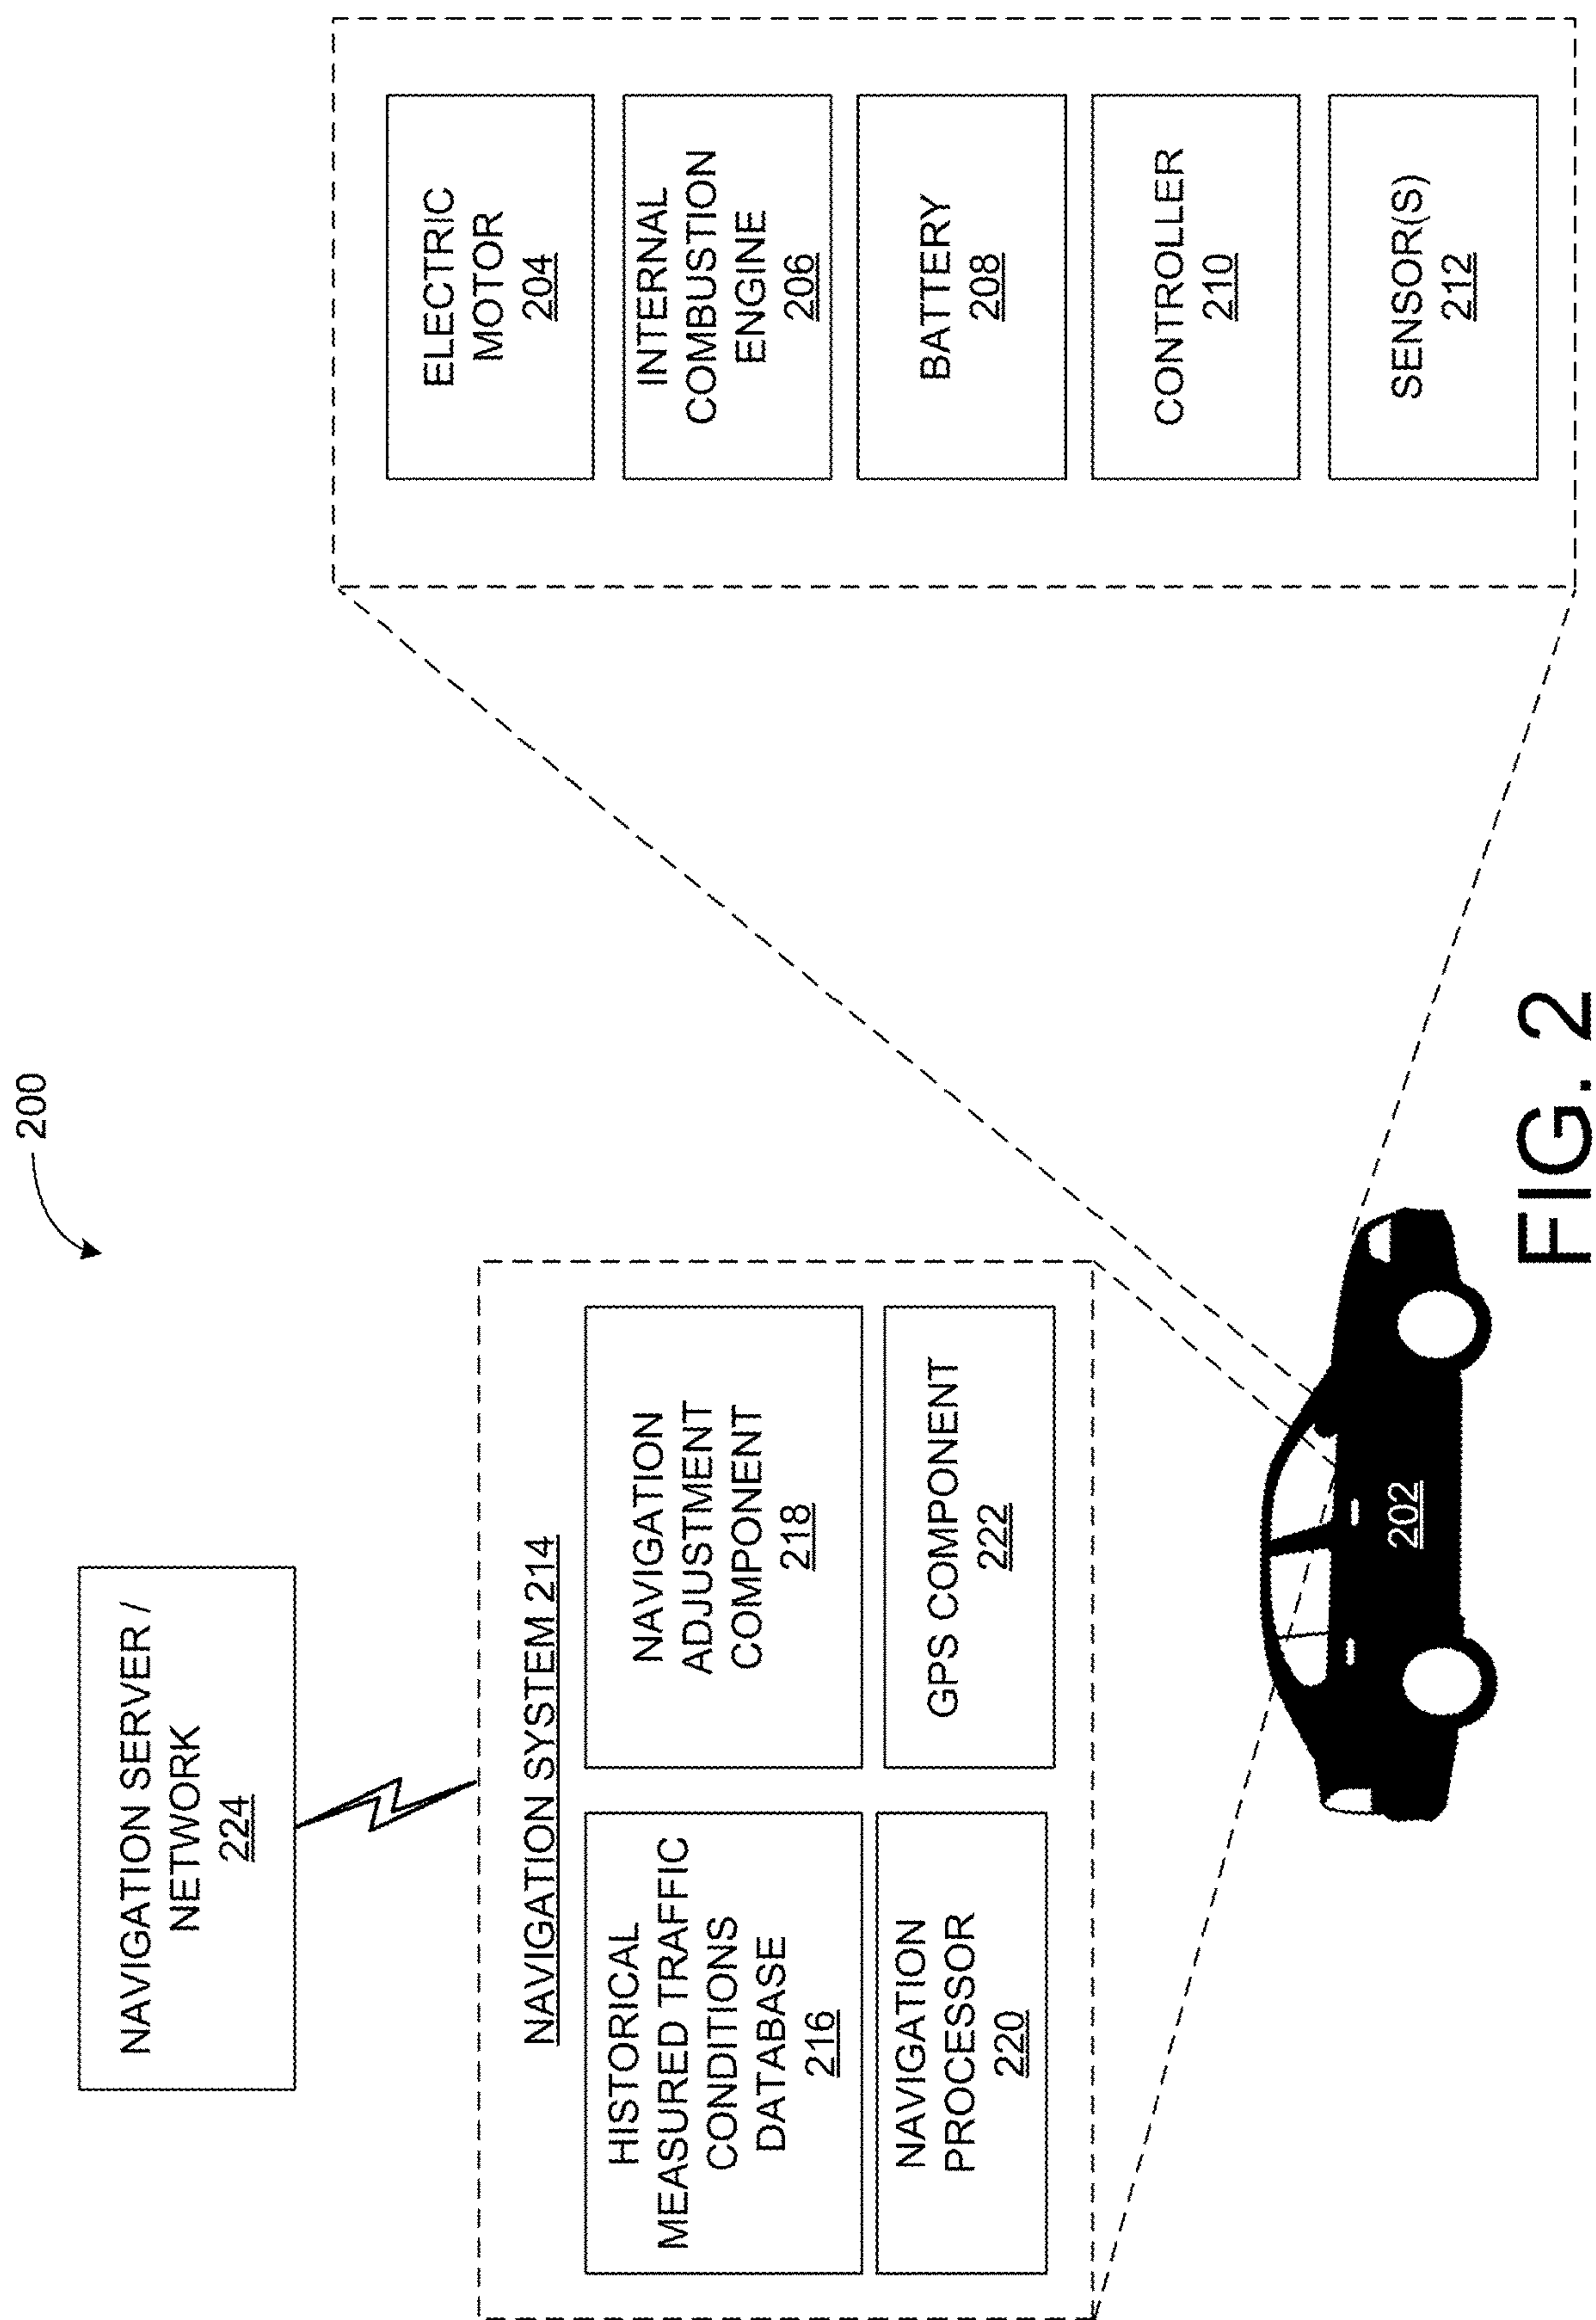 200
NAVIGATION SERVER /
NETWORK
224
NAVIGATION SYSTEM 214
HISTORICAL
MEASURED TRAFFIC
CONDITIONS
DATABASE
216
NAVIGATION
ADJUSTMENT
COMPONENT
218
NAVIGATION
PROCESSOR
220
GPS COMPONENT
222
ELECTRIC
MOTOR
204
INTERNAL
COMBUSTION
ENGINE
206
BATTERY
208
CONTROLLER
210
SENSOR(S)
212
202
FIG. 2